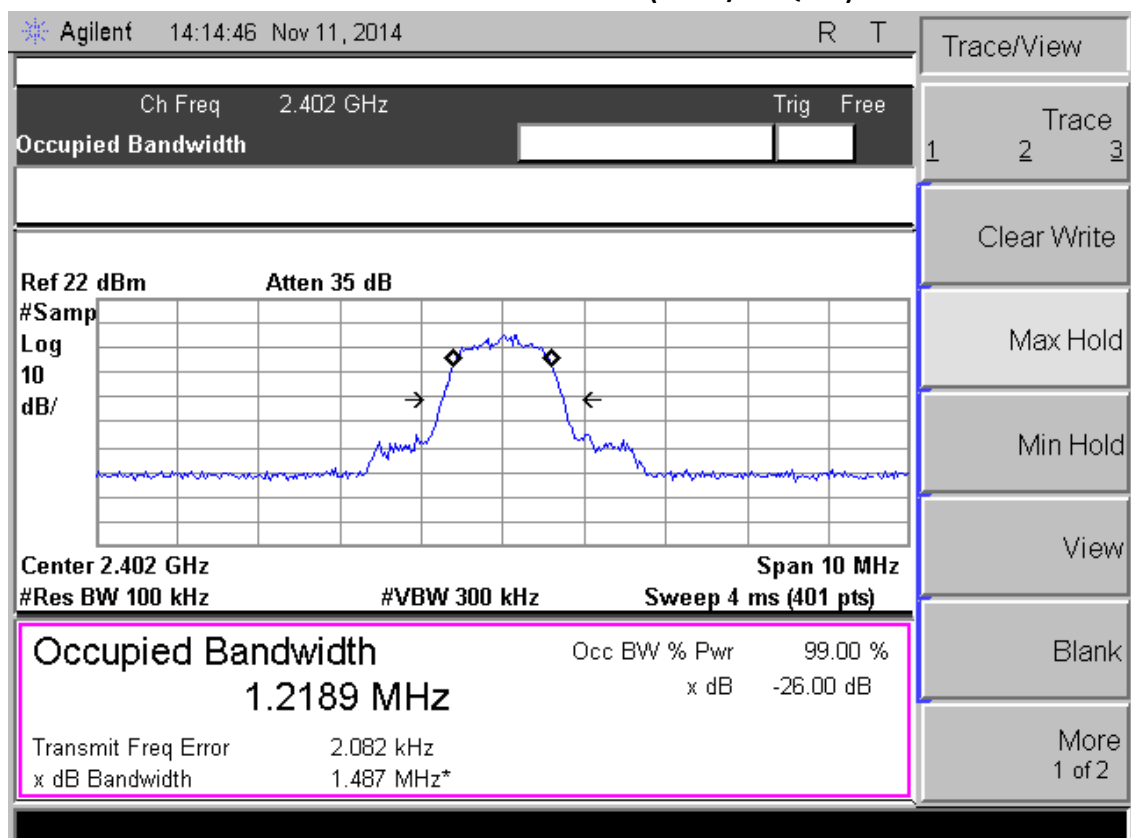 Agilent 14:14:46 Nov 11, 2014 R T
Trace/View
Ch Freq 2.402 GHz Trig Free
Occupied Bandwidth
Trace
1 2 3
Clear Write
Max Hold
Min Hold
View
Blank
More
1 of 2
Ref 22 dBm Atten 35 dB
#Samp
Log
10
dB/
Center 2.402 GHz Span 10 MHz
#Res BW 100 kHz #VBW 300 kHz Sweep 4 ms (401 pts)
Occupied Bandwidth Occ BW % Pwr 99.00 %
1.2189 MHz x dB -26.00 dB
Transmit Freq Error 2.082 kHz
x dB Bandwidth 1.487 MHz*